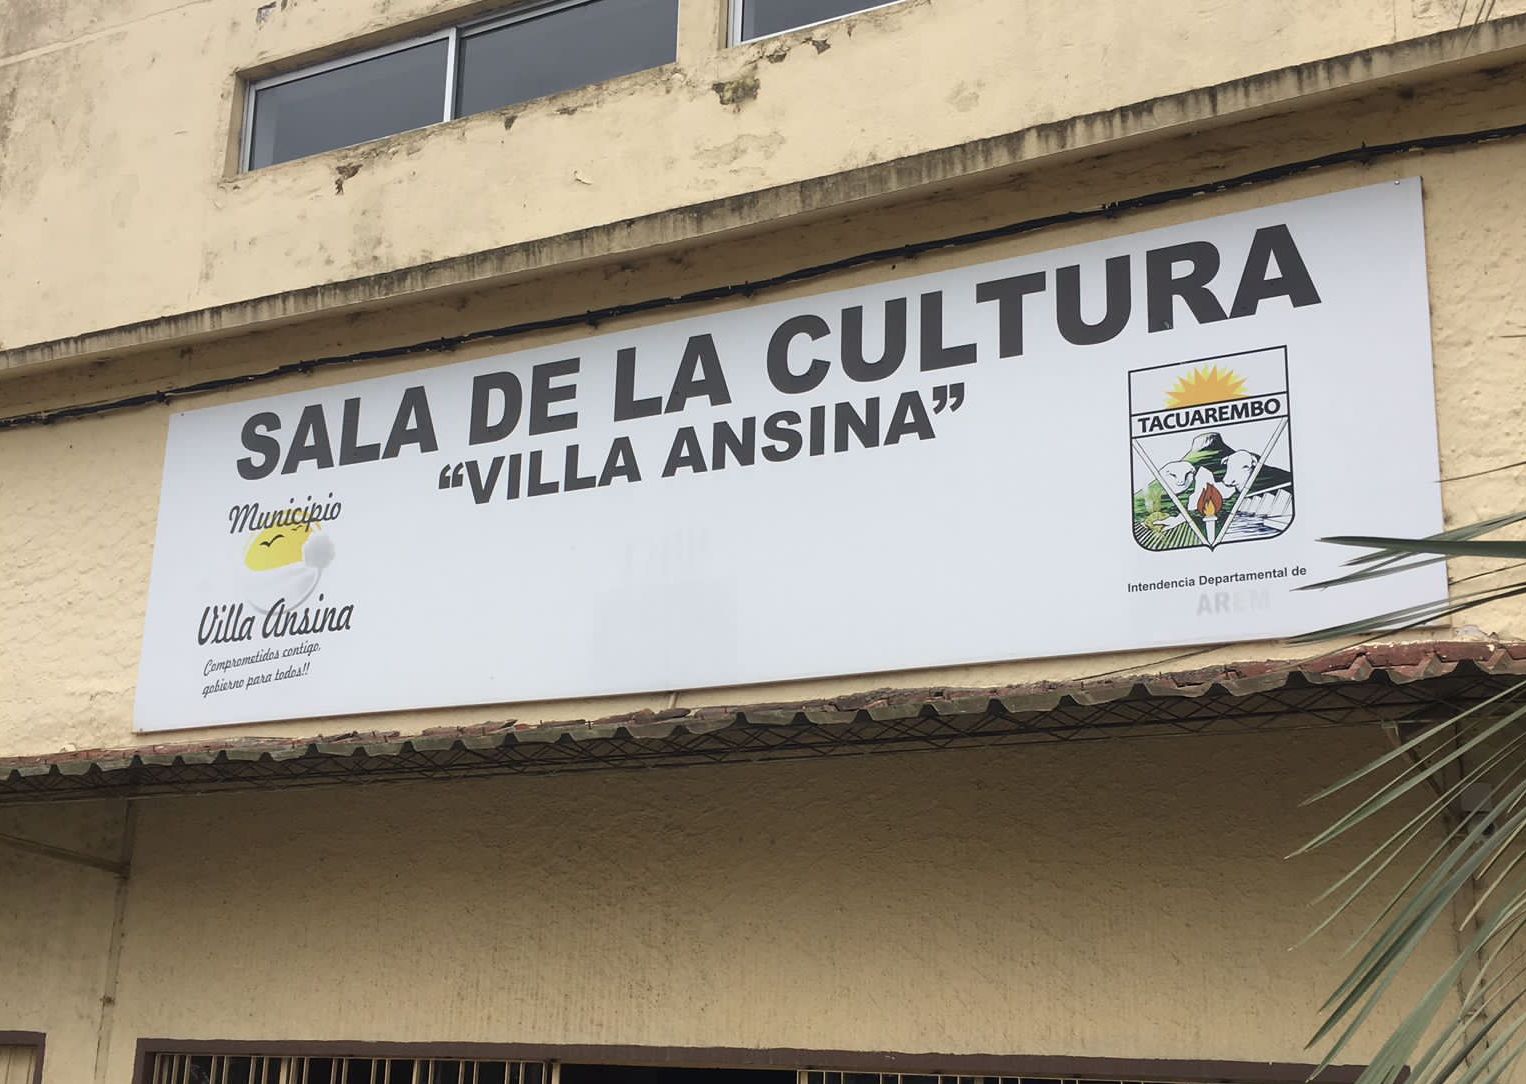 SALA DE LA CULTURA
“VILLA ANSINA”
Municipio
Villa Ansina
Comprometidos contigo,
gobierno para todos!!
TACUAREMBO
Intendencia Departamental de